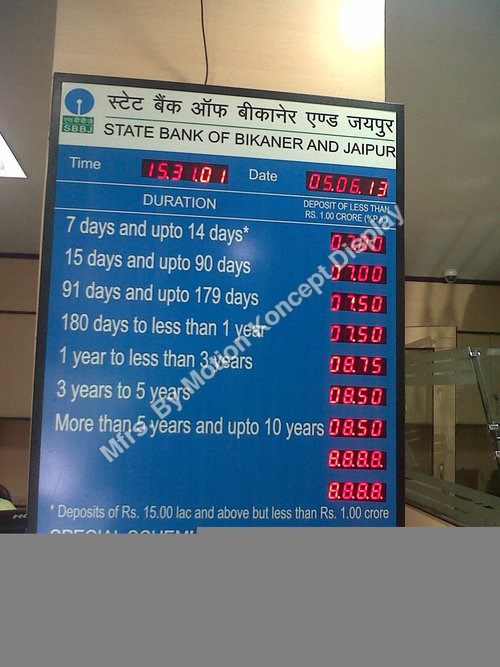 स्टेट बैंक ऑफ बीकानेर एण्ड जयपुर
एसबीबीजे
SBBJ
STATE BANK OF BIKANER AND JAIPUR
Time 15.31.01 Date 05.06.13
DURATION
DEPOSIT OF LESS THAN
RS. 1.00 CRORE (% P.A.)
7 days and upto 14 days*
15 days and upto 90 days 07.00
91 days and upto 179 days 07.50
180 days to less than 1 year 07.50
1 year to less than 3 years 08.75
3 years to 5 years 08.50
More than 5 years and upto 10 years 08.50
8.8.8.8.
8.8.8.8.
* Deposits of Rs. 15.00 lac and above but less than Rs. 1.00 crore
Mfrs By Motion Koncept Display